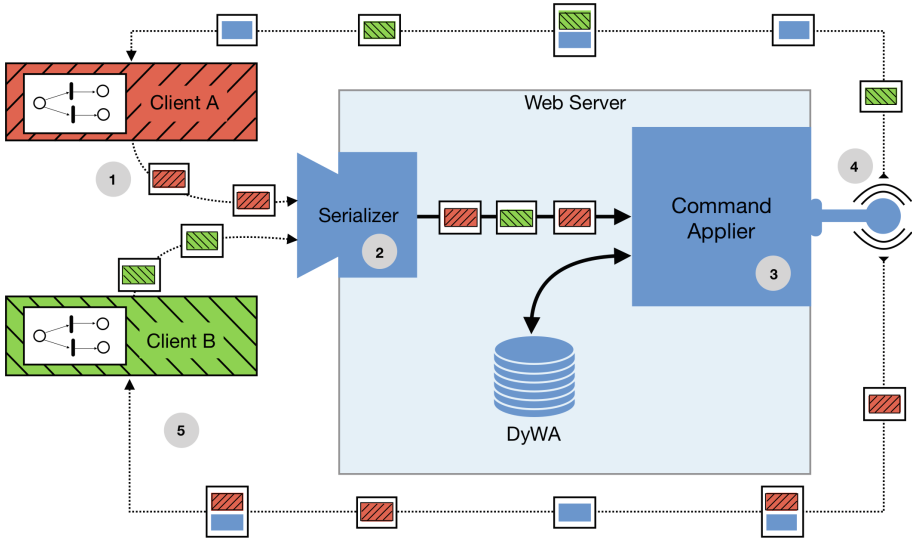 Web Server
Client A
1
4
Serializer
2
Command
Applier
3
Client B
DyWA
5